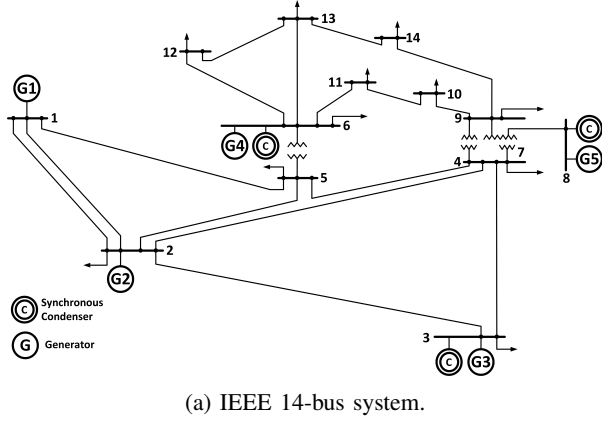 13
14
12
11
10
G1
1
9
C
G4
C
6
4
7
G5
8
5
2
G2
C Synchronous
Condenser
G Generator
3
C
G3
(a) IEEE 14-bus system.